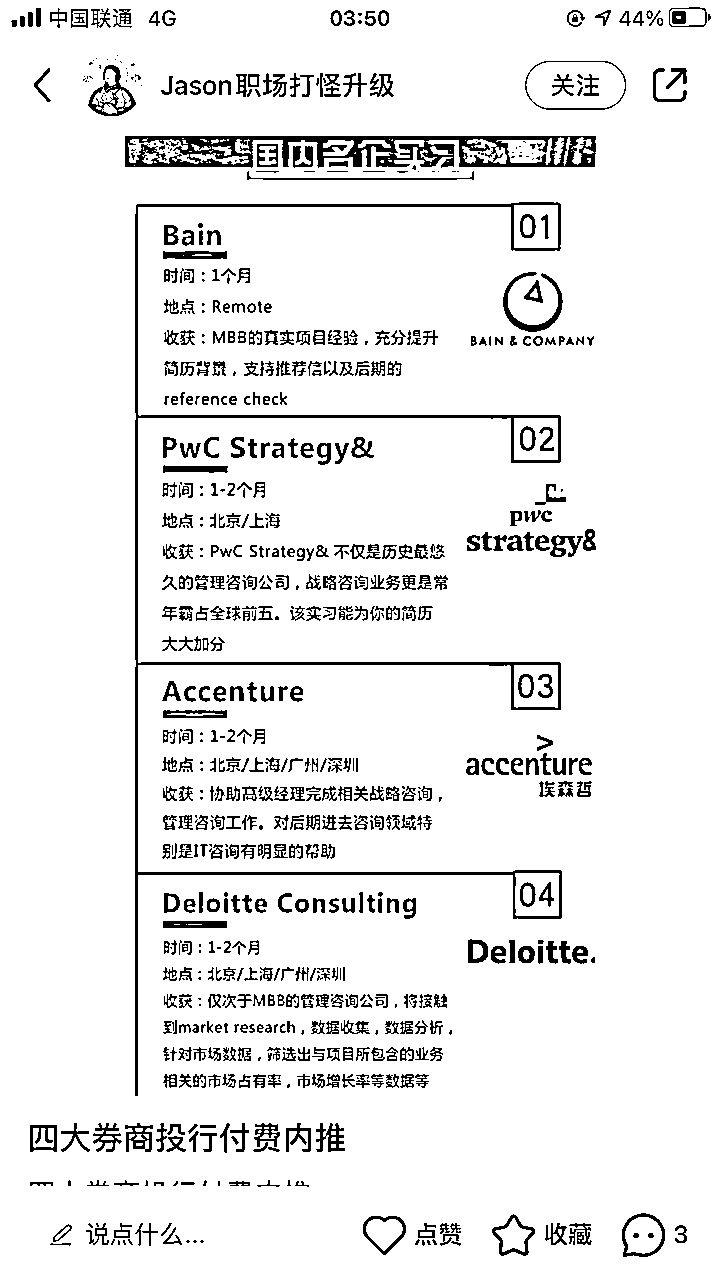 中国联通 4G 03:50 44%
Jason职场打怪升级 关注
国内名企实习
Bain 01
时间：1个月
地点：Remote
收获：MBB的真实项目经验，充分提升
简历背景，支持推荐信以及后期的
reference check
BAIN & COMPANY
PwC Strategy& 02
时间：1-2个月
地点：北京/上海
收获：PwC Strategy& 不仅是历史最悠
久的管理咨询公司，战略咨询业务更是常
年霸占全球前五。该实习能为你的简历
大大加分
pwc
strategy&
Accenture 03
时间：1-2个月
地点：北京/上海/广州/深圳
收获：协助高级经理完成相关战略咨询，
管理咨询工作。对后期进去咨询领域特
别是IT咨询有明显的帮助
>
accenture
埃森哲
Deloitte Consulting 04
时间：1-2个月
地点：北京/上海/广州/深圳
收获：仅次于MBB的管理咨询公司，将接触
到market research，数据收集，数据分析，
针对市场数据，筛选出与项目所包含的业务
相关的市场占有率，市场增长率等数据等
Deloitte.
四大券商投行付费内推
四大券商投行付费内推
说点什么... 点赞 收藏 3